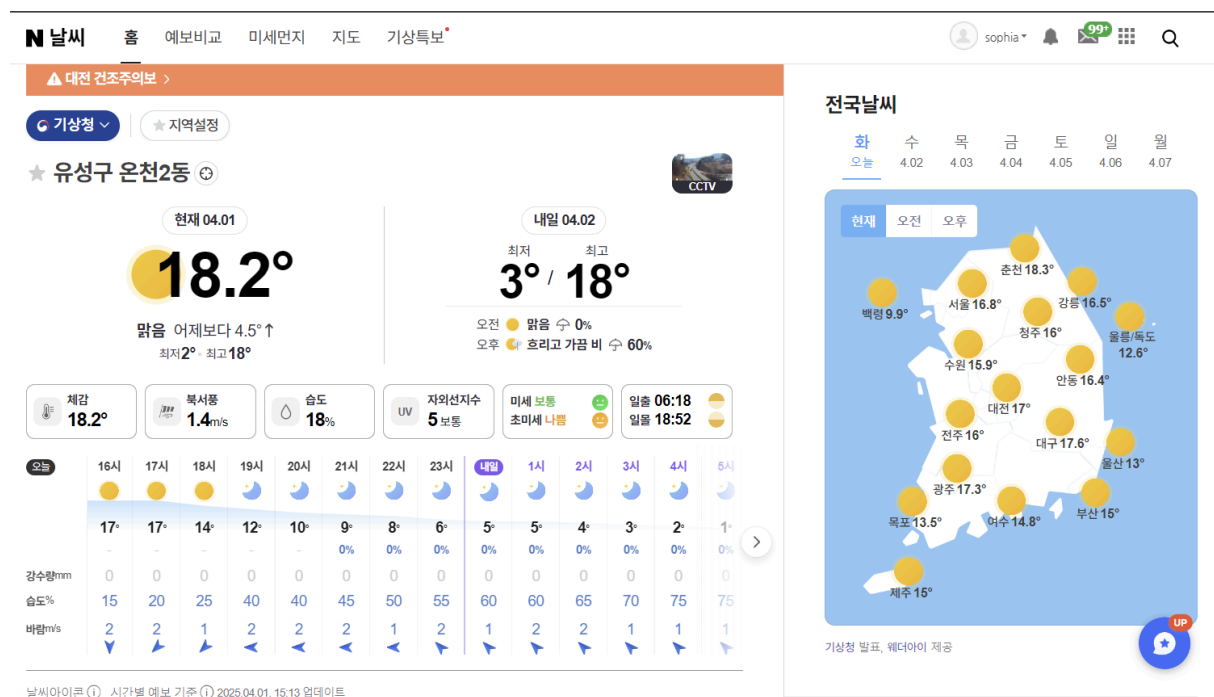 N 날씨 홈 예보비교 미세먼지 지도 기상특보 sophia 99+
대전 건조주의보 >
기상청 지역설정
유성구 온천2동
CCTV
현재 04.01
18.2°
맑음 어제보다 4.5°↑
최저2° · 최고18°
내일 04.02
최저 최고
3° / 18°
오전 맑음 0%
오후 흐리고 가끔 비 60%
체감
18.2°
북서풍
1.4m/s
습도
18%
UV
자외선지수
5 보통
미세 보통
초미세 나쁨
일출 06:18
일몰 18:52
오늘 16시 17시 18시 19시 20시 21시 22시 23시 내일 1시 2시 3시 4시 5시
17° 17° 14° 12° 10° 9° 8° 6° 5° 5° 4° 3° 2° 1°
- - - - - 0% 0% 0% 0% 0% 0% 0% 0% 0%
강수량mm 0 0 0 0 0 0 0 0 0 0 0 0 0 0
습도% 15 20 25 40 40 45 50 55 60 60 65 70 75 75
바람m/s 2 2 1 2 2 2 1 2 1 2 2 1 1 1
날씨아이콘 시간별 예보 기준 2025.04.01. 15:13 업데이트
전국날씨
화 수 목 금 토 일 월
오늘 4.02 4.03 4.04 4.05 4.06 4.07
현재 오전 오후
춘천 18.3°
백령 9.9°
서울 16.8°
강릉 16.5°
청주 16°
울릉/독도
12.6°
수원 15.9°
안동 16.4°
대전 17°
전주 16°
대구 17.6°
울산 13°
광주 17.3°
목포 13.5°
여수 14.8°
부산 15°
제주 15°
UP
기상청 발표, 웨더아이 제공